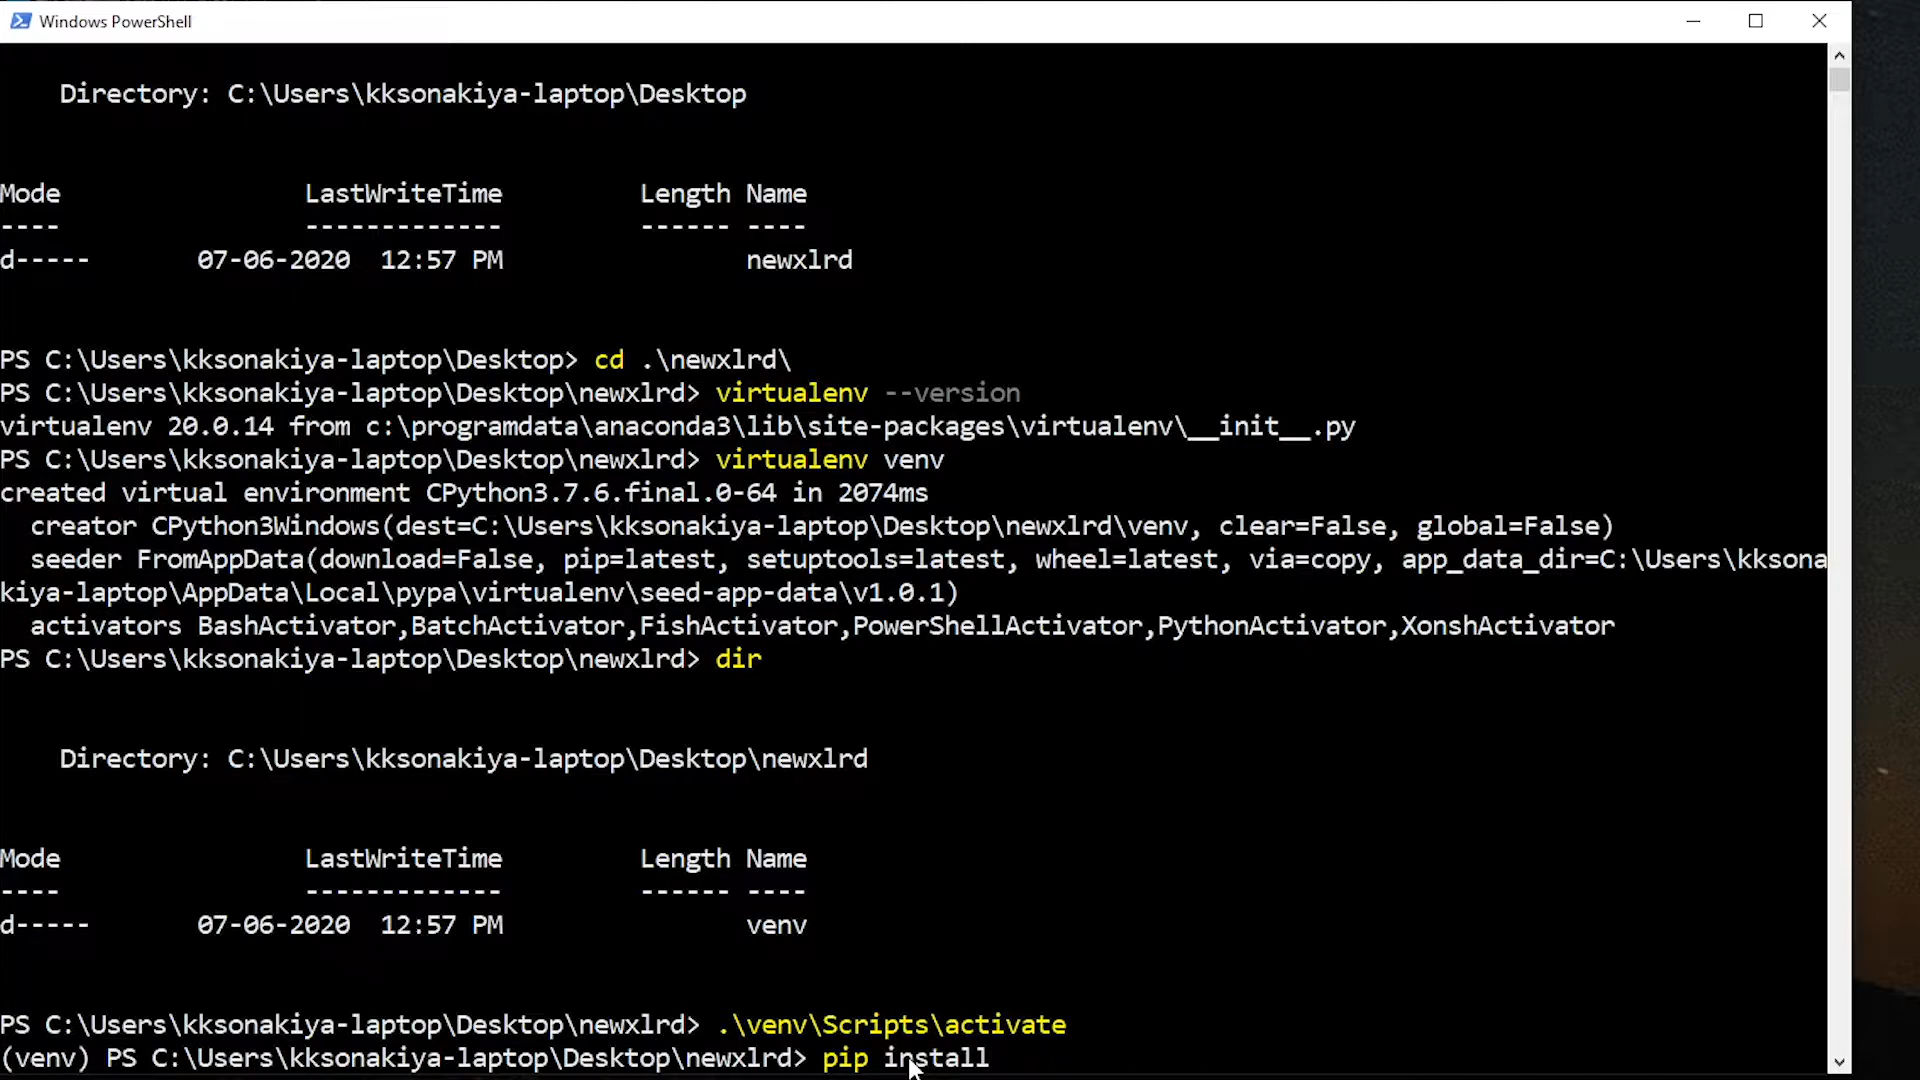 Windows PowerShell
Directory: C:\Users\kksonakiya-laptop\Desktop
Mode LastWriteTime Length Name
---- ------------- ------ ----
d----- 07-06-2020 12:57 PM newxlrd
PS C:\Users\kksonakiya-laptop\Desktop> cd .\newxlrd\
PS C:\Users\kksonakiya-laptop\Desktop\newxlrd> virtualenv --version
virtualenv 20.0.14 from c:\programdata\anaconda3\lib\site-packages\virtualenv\__init__.py
PS C:\Users\kksonakiya-laptop\Desktop\newxlrd> virtualenv venv
created virtual environment CPython3.7.6.final.0-64 in 2074ms
creator CPython3Windows(dest=C:\Users\kksonakiya-laptop\Desktop\newxlrd\venv, clear=False, global=False)
seeder FromAppData(download=False, pip=latest, setuptools=latest, wheel=latest, via=copy, app_data_dir=C:\Users\kksona
kiya-laptop\AppData\Local\pypa\virtualenv\seed-app-data\v1.0.1)
activators BashActivator,BatchActivator,FishActivator,PowerShellActivator,PythonActivator,XonshActivator
PS C:\Users\kksonakiya-laptop\Desktop\newxlrd> dir
Directory: C:\Users\kksonakiya-laptop\Desktop\newxlrd
Mode LastWriteTime Length Name
---- ------------- ------ ----
d----- 07-06-2020 12:57 PM venv
PS C:\Users\kksonakiya-laptop\Desktop\newxlrd> .\venv\Scripts\activate
(venv) PS C:\Users\kksonakiya-laptop\Desktop\newxlrd> pip install